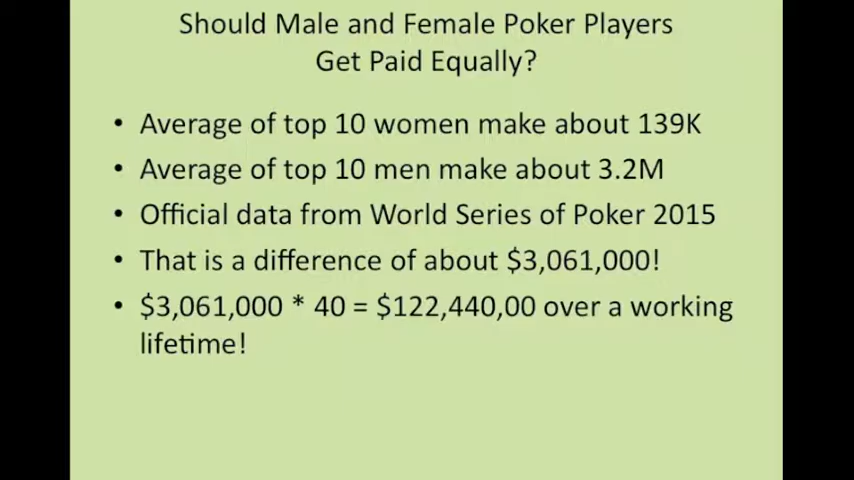 Should Male and Female Poker Players
Get Paid Equally?
• Average of top 10 women make about 139K
• Average of top 10 men make about 3.2M
• Official data from World Series of Poker 2015
• That is a difference of about $3,061,000!
• $3,061,000 * 40 = $122,440,00 over a working
lifetime!